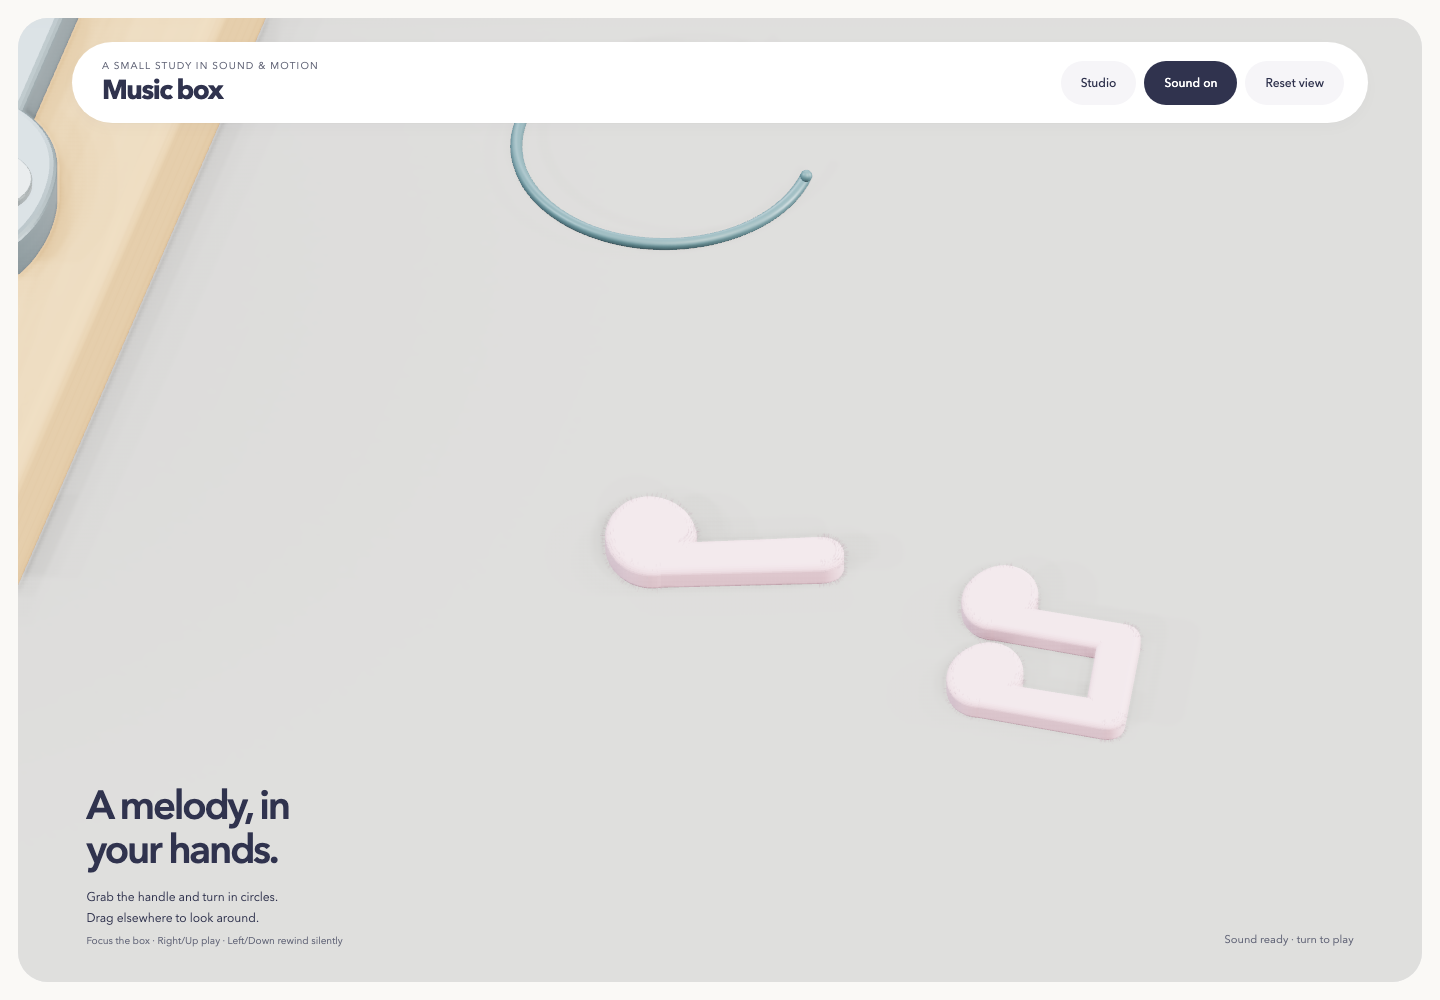 A SMALL STUDY IN SOUND & MOTION
Music box
Studio
Sound on
Reset view
A melody, in
your hands.
Grab the handle and turn in circles.
Drag elsewhere to look around.
Focus the box · Right/Up play · Left/Down rewind silently
Sound ready · turn to play